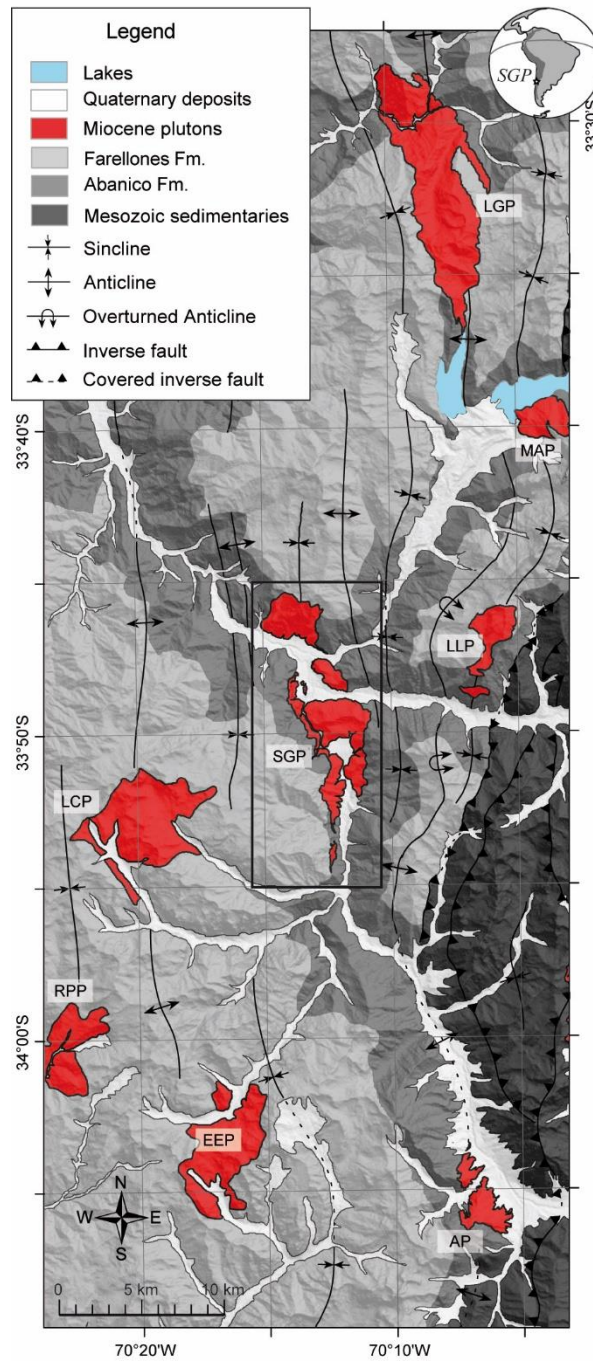 Legend
Lakes
Quaternary deposits
Miocene plutons
Farellones Fm.
Abanico Fm.
Mesozoic sedimentaries
Sincline
Anticline
Overturned Anticline
Inverse fault
Covered inverse fault
SGP
33°30'S
LGP
33°40'S
MAP
LLP
33°50'S
SGP
LCP
RPP
34°00'S
EEP
N
W E
S
AP
0 5 km 10 km
70°20'W 70°10'W